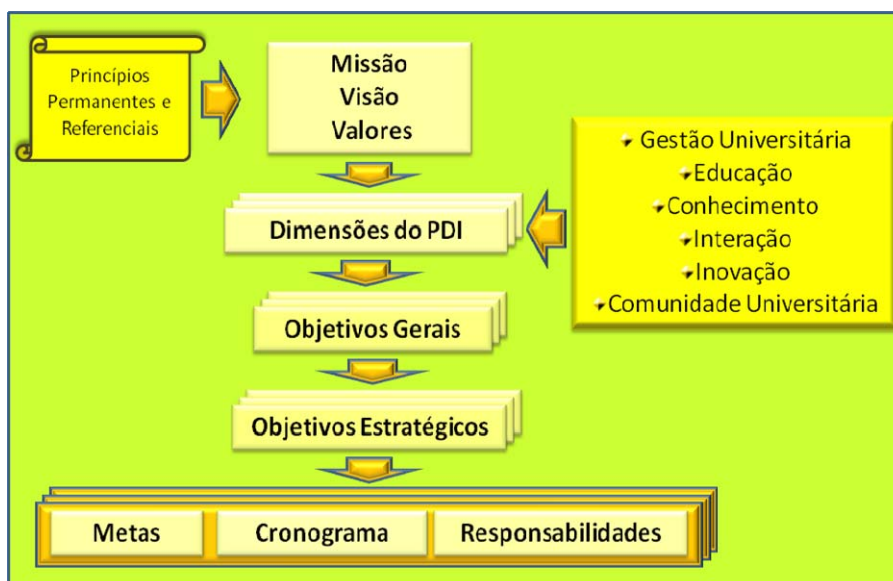 Princípios
Permanentes e
Referenciais
Missão
Visão
Valores
Gestão Universitária
Educação
Conhecimento
Interação
Inovação
Comunidade Universitária
Dimensões do PDI
Objetivos Gerais
Objetivos Estratégicos
Metas
Cronograma
Responsabilidades